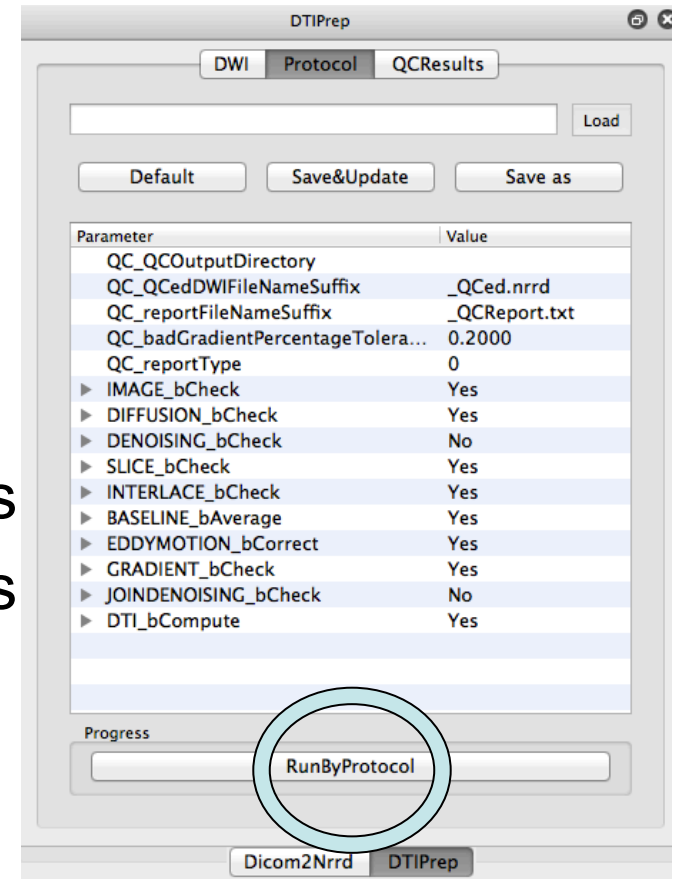 DTIPrep
DWI Protocol QCResults
Load
Default Save&Update Save as
Parameter Value
QC_QCOutputDirectory
QC_QCedDWIFileNameSuffix _QCed.nrrd
QC_reportFileNameSuffix _QCReport.txt
QC_badGradientPercentageTolera... 0.2000
QC_reportType 0
IMAGE_bCheck Yes
DIFFUSION_bCheck Yes
DENOISING_bCheck No
SLICE_bCheck Yes
s
INTERLACE_bCheck Yes
BASELINE_bAverage Yes
EDDYMOTION_bCorrect Yes
s
GRADIENT_bCheck Yes
JOINDENOISING_bCheck No
DTI_bCompute Yes
Progress
RunByProtocol
Dicom2Nrrd DTIPrep